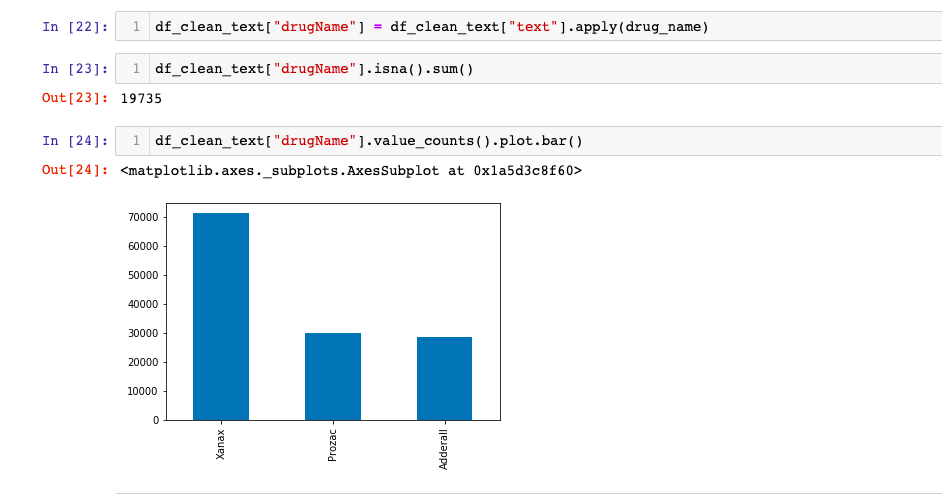 In [22]: 1 df_clean_text["drugName"] = df_clean_text["text"].apply(drug_name)
In [23]: 1 df_clean_text["drugName"].isna().sum()
Out[23]: 19735
In [24]: 1 df_clean_text["drugName"].value_counts().plot.bar()
Out[24]: <matplotlib.axes._subplots.AxesSubplot at 0x1a5d3c8f60>
70000
60000
50000
40000
30000
20000
10000
0
Xanax
Prozac
Adderall